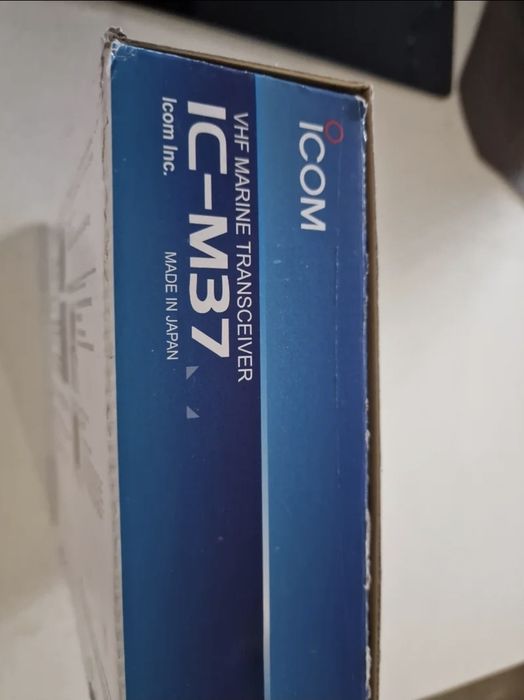 ICOM
VHF MARINE TRANSCEIVER
IC-M37
Icom Inc. MADE IN JAPAN